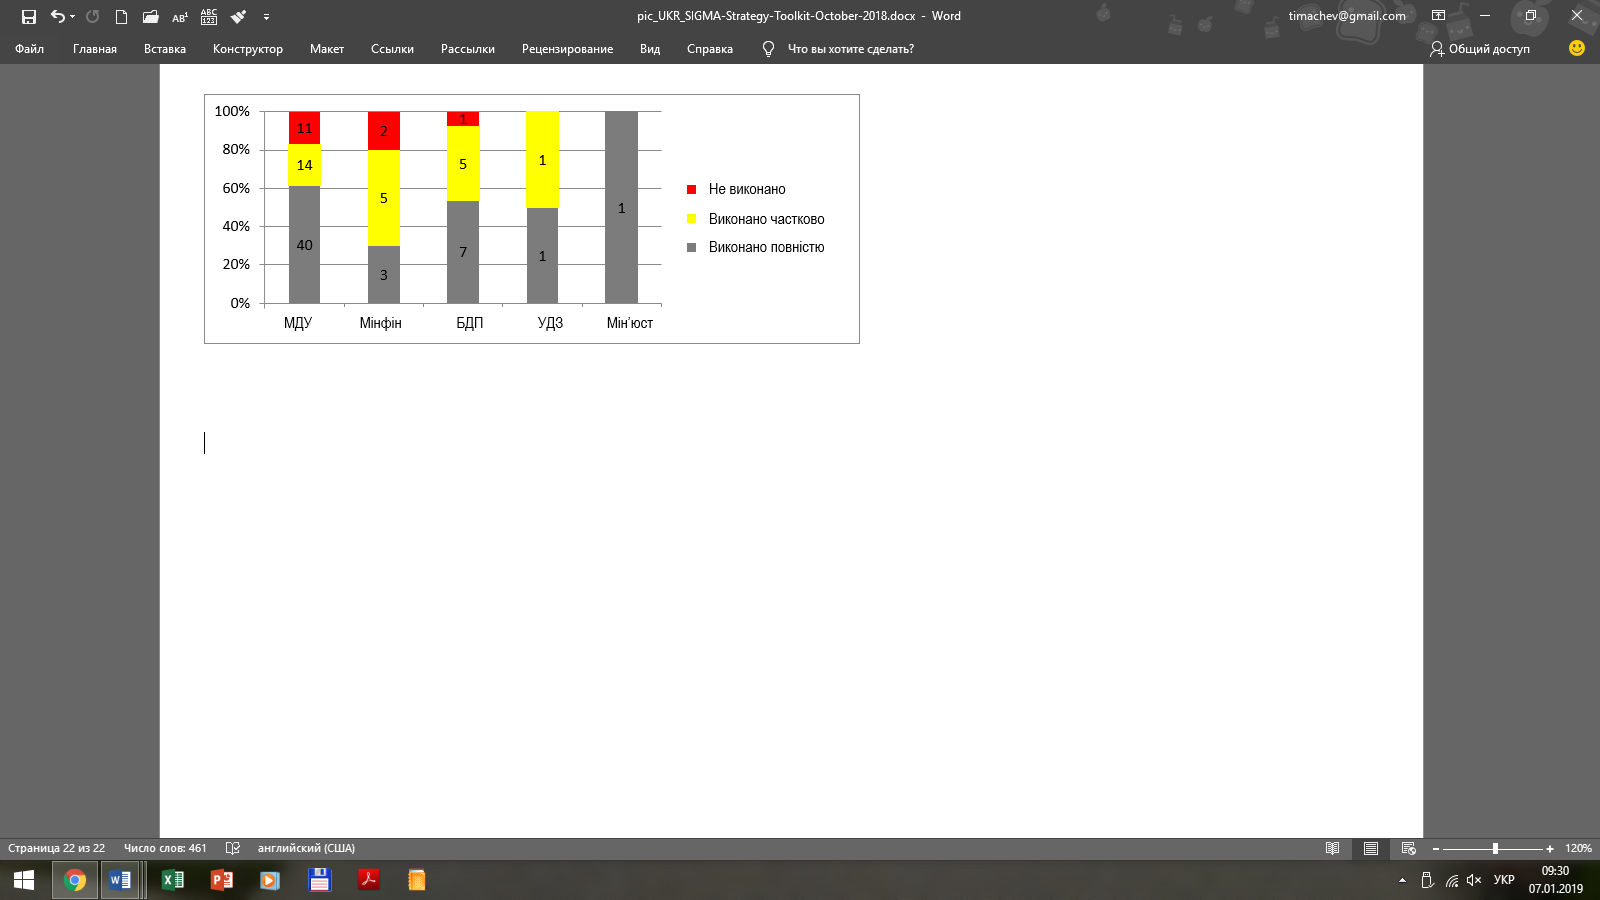 pic_UKR_SIGMA-Strategy-Toolkit-October-2018.docx - Word
timachev@gmail.com
Файл Главная Вставка Конструктор Макет Ссылки Рассылки Рецензирование Вид Справка Что вы хотите сделать? Общий доступ
100%
80%
60%
40%
20%
0%
11
14
40
2
5
3
1
5
7
1
1
1
МДУ Мінфін БДП УДЗ Мін’юст
Не виконано
Виконано частково
Виконано повністю
Страница 22 из 22 Число слов: 461 английский (США) 120%
УКР
09:30
07.01.2019